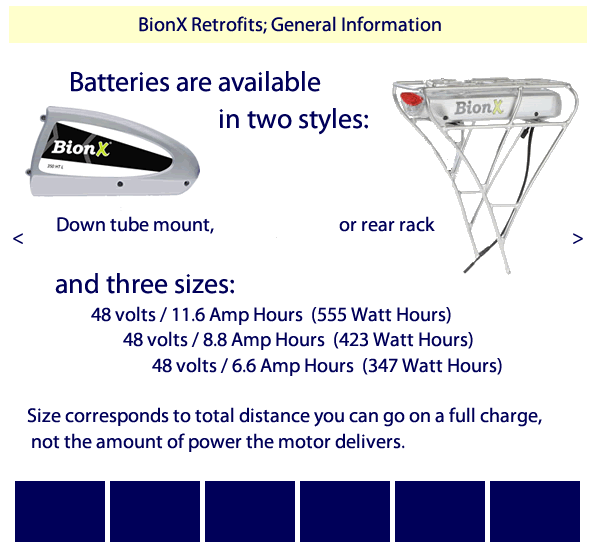 BionX Retrofits; General Information
Batteries are available
in two styles:
BionX
350 HT-L
BionX
Down tube mount,
or rear rack
<
>
and three sizes:
48 volts / 11.6 Amp Hours (555 Watt Hours)
48 volts / 8.8 Amp Hours (423 Watt Hours)
48 volts / 6.6 Amp Hours (347 Watt Hours)
Size corresponds to total distance you can go on a full charge,
not the amount of power the motor delivers.